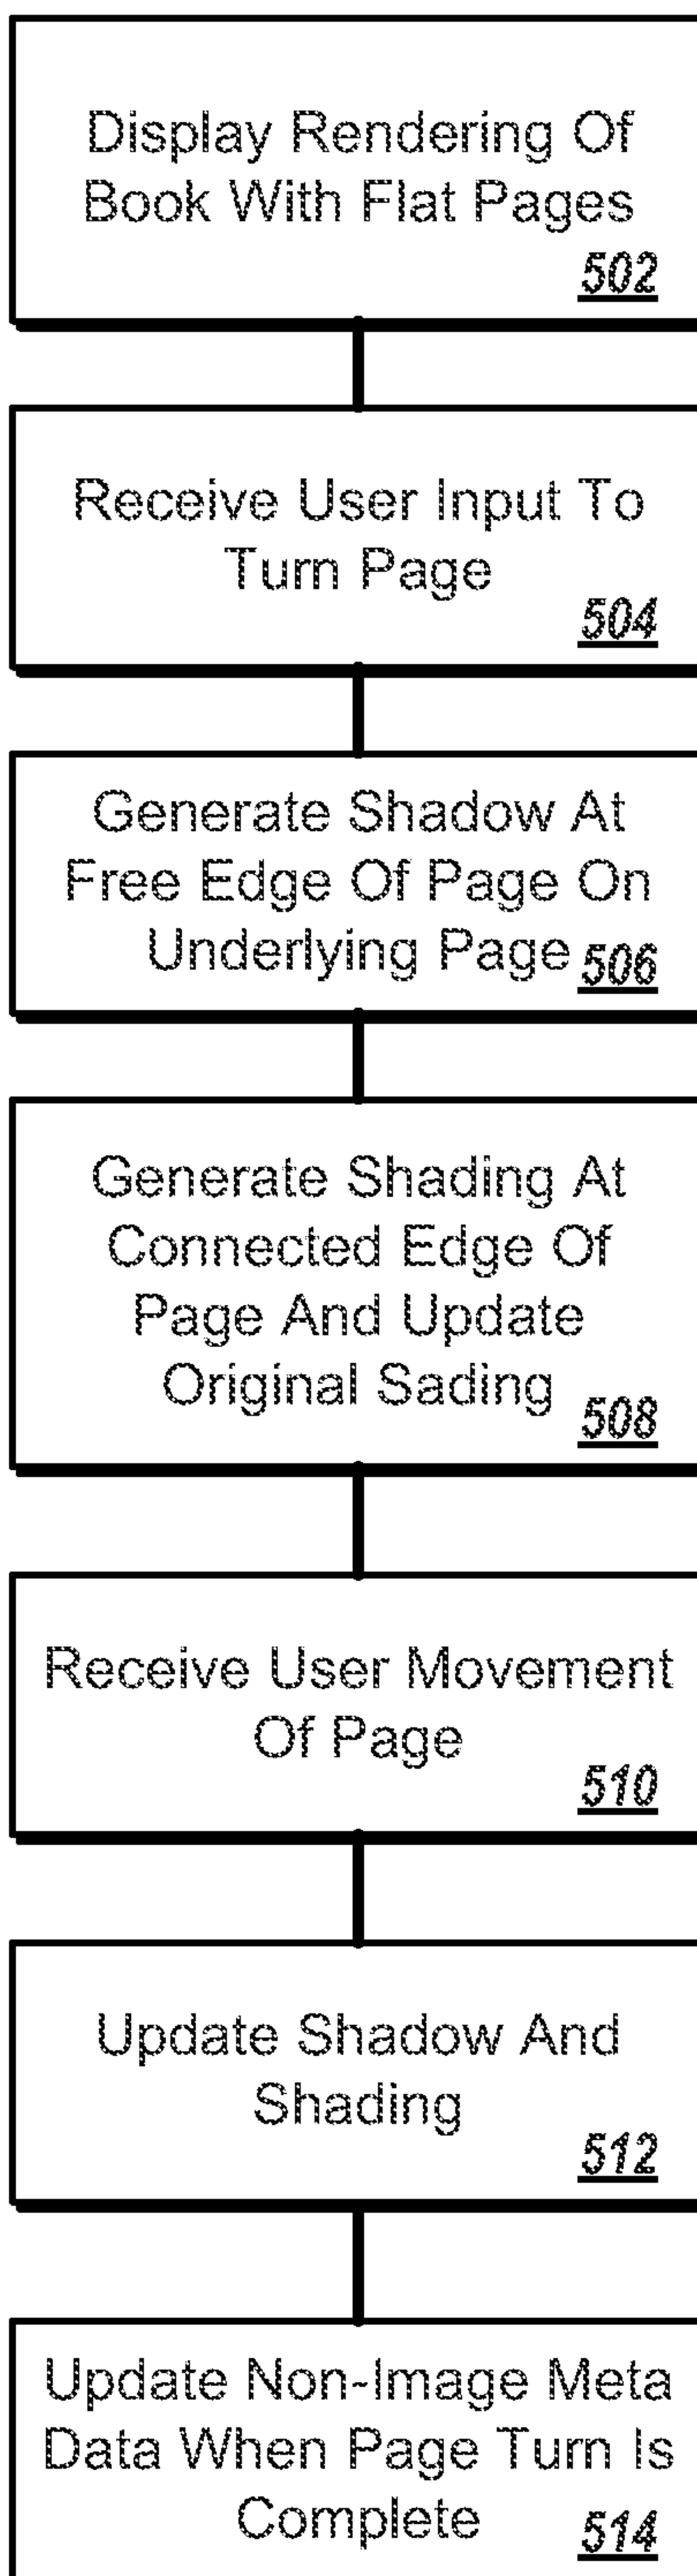 Display Rendering Of
Book With Flat Pages
502
Receive User Input To
Turn Page
504
Generate Shadow At
Free Edge Of Page On
Underlying Page 506
Generate Shading At
Connected Edge Of
Page And Update
Original Sading
508
Receive User Movement
Of Page
510
Update Shadow And
Shading
512
Update Non-Image Meta
Data When Page Turn Is
Complete 514